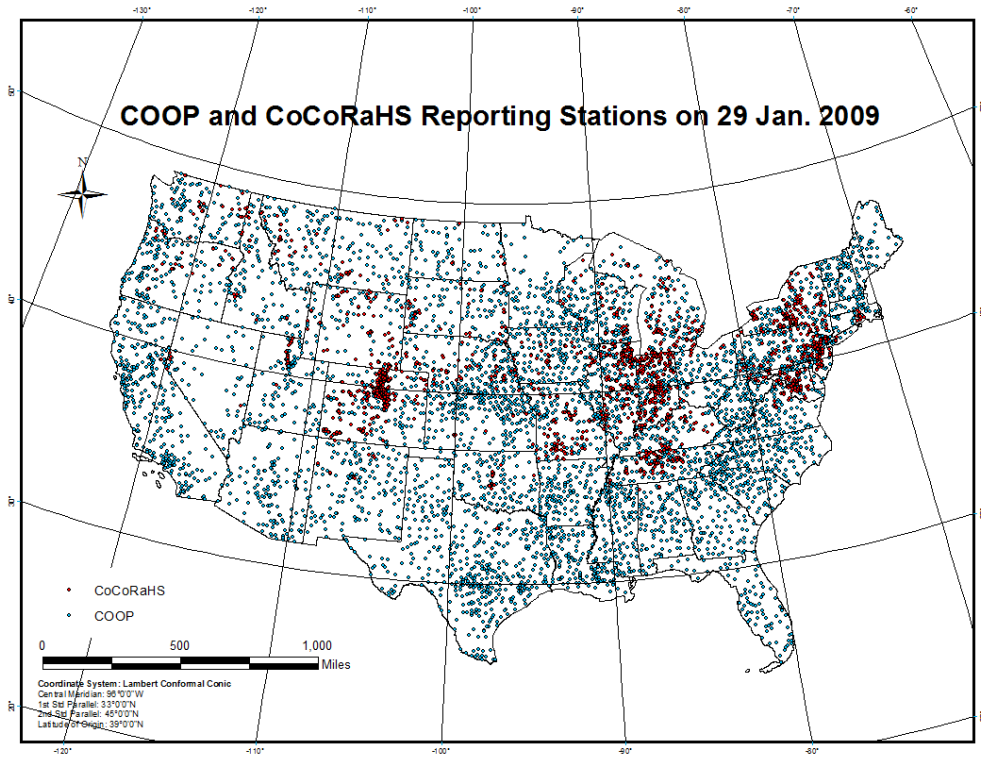 -130° -120° -110° -100° -90° -80° -70° -60°
COOP and CoCoRaHS Reporting Stations on 29 Jan. 2009
N
40°
30°
20°
CoCoRaHS
COOP
0 500 1,000
Miles
Coordinate System: Lambert Conformal Conic
Central Meridian: 96°0'0"W
1st Std Parallel: 33°0'0"N
2nd Std Parallel: 45°0'0"N
Latitude of Origin: 39°0'0"N
-120° -110° -100° -90° -80°